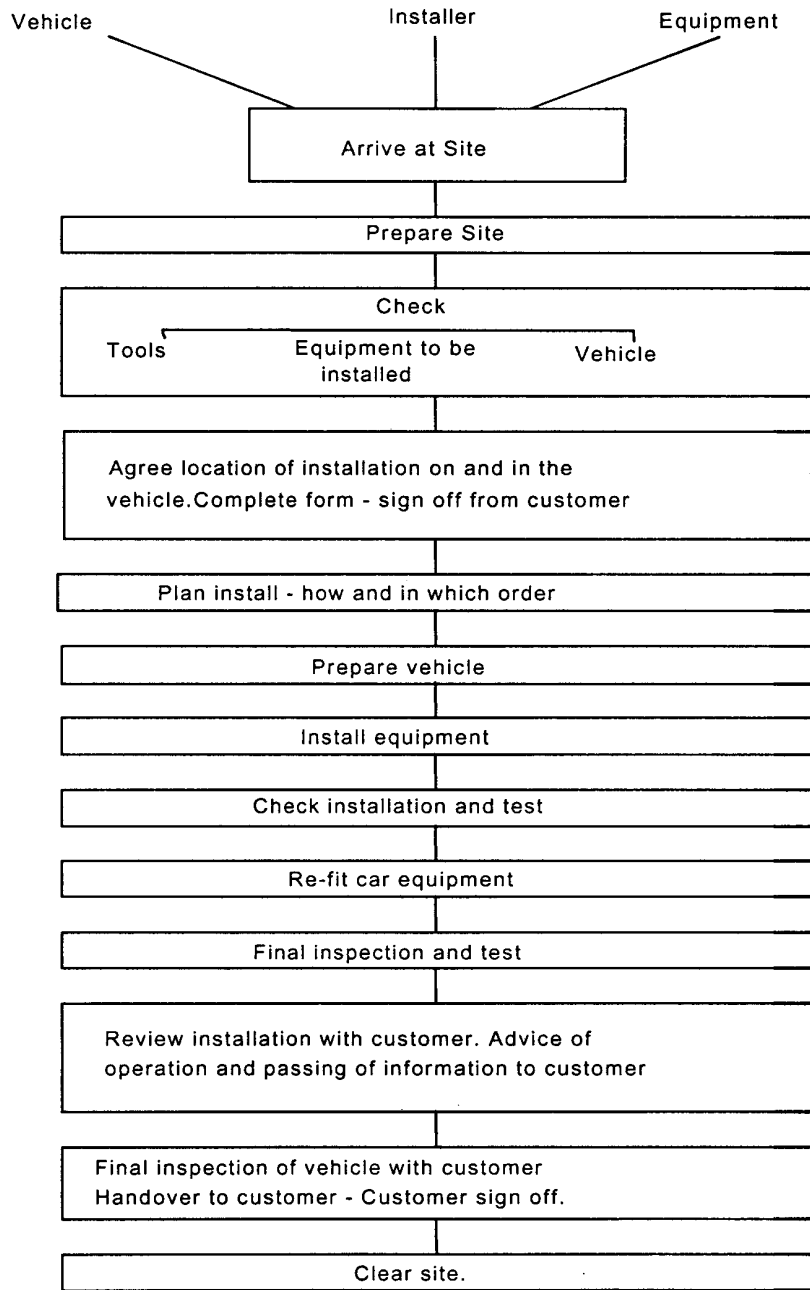 Vehicle
Installer
Equipment
Arrive at Site
Prepare Site
Check
Tools
Equipment to be
installed
Vehicle
Agree location of installation on and in the
vehicle.Complete form - sign off from customer
Plan install - how and in which order
Prepare vehicle
Install equipment
Check installation and test
Re-fit car equipment
Final inspection and test
Review installation with customer. Advice of
operation and passing of information to customer
Final inspection of vehicle with customer
Handover to customer - Customer sign off.
Clear site.